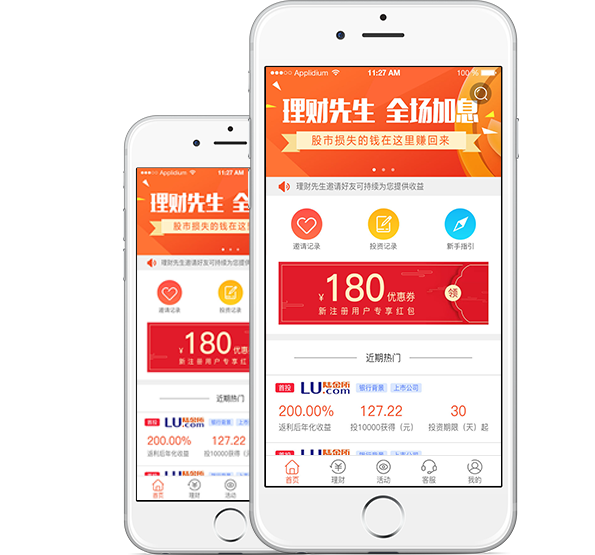 Applidium
11:27 AM
100 %
理财先生 全场加息
股市损失的钱在这里赚回来
理财先生邀请好友可持续为您提供收益
邀请记录
投资记录
新手指引
¥ 180 优惠券
领
新注册用户专享红包
近期热门
首投 LU陆金所.com 银行背景 上市公司
200.00% 127.22 30
返利后年化收益 投10000获得（元） 投资期限（天）起
首页 理财 活动 客服 我的
Applidium
11:27 AM
理财先生 全
股市损失的钱在这里
理财先生邀请好友可持续为您提供
邀请记录
投资记录
¥ 180 优惠
新注册用户专享红
近期热
首投 LU陆金所.com 银行背景 上市
200.00% 127.22
返利后年化收益 投10000获得（元）
首页 理财 活动